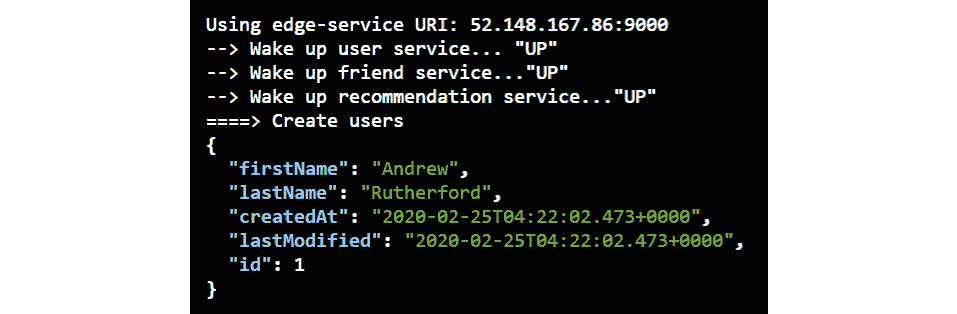 Using edge-service URI: 52.148.167.86:9000
--> Wake up user service... "UP"
--> Wake up friend service..."UP"
--> Wake up recommendation service..."UP"
====> Create users
{
  "firstName": "Andrew",
  "lastName": "Rutherford",
  "createdAt": "2020-02-25T04:22:02.473+0000",
  "lastModified": "2020-02-25T04:22:02.473+0000",
  "id": 1
}